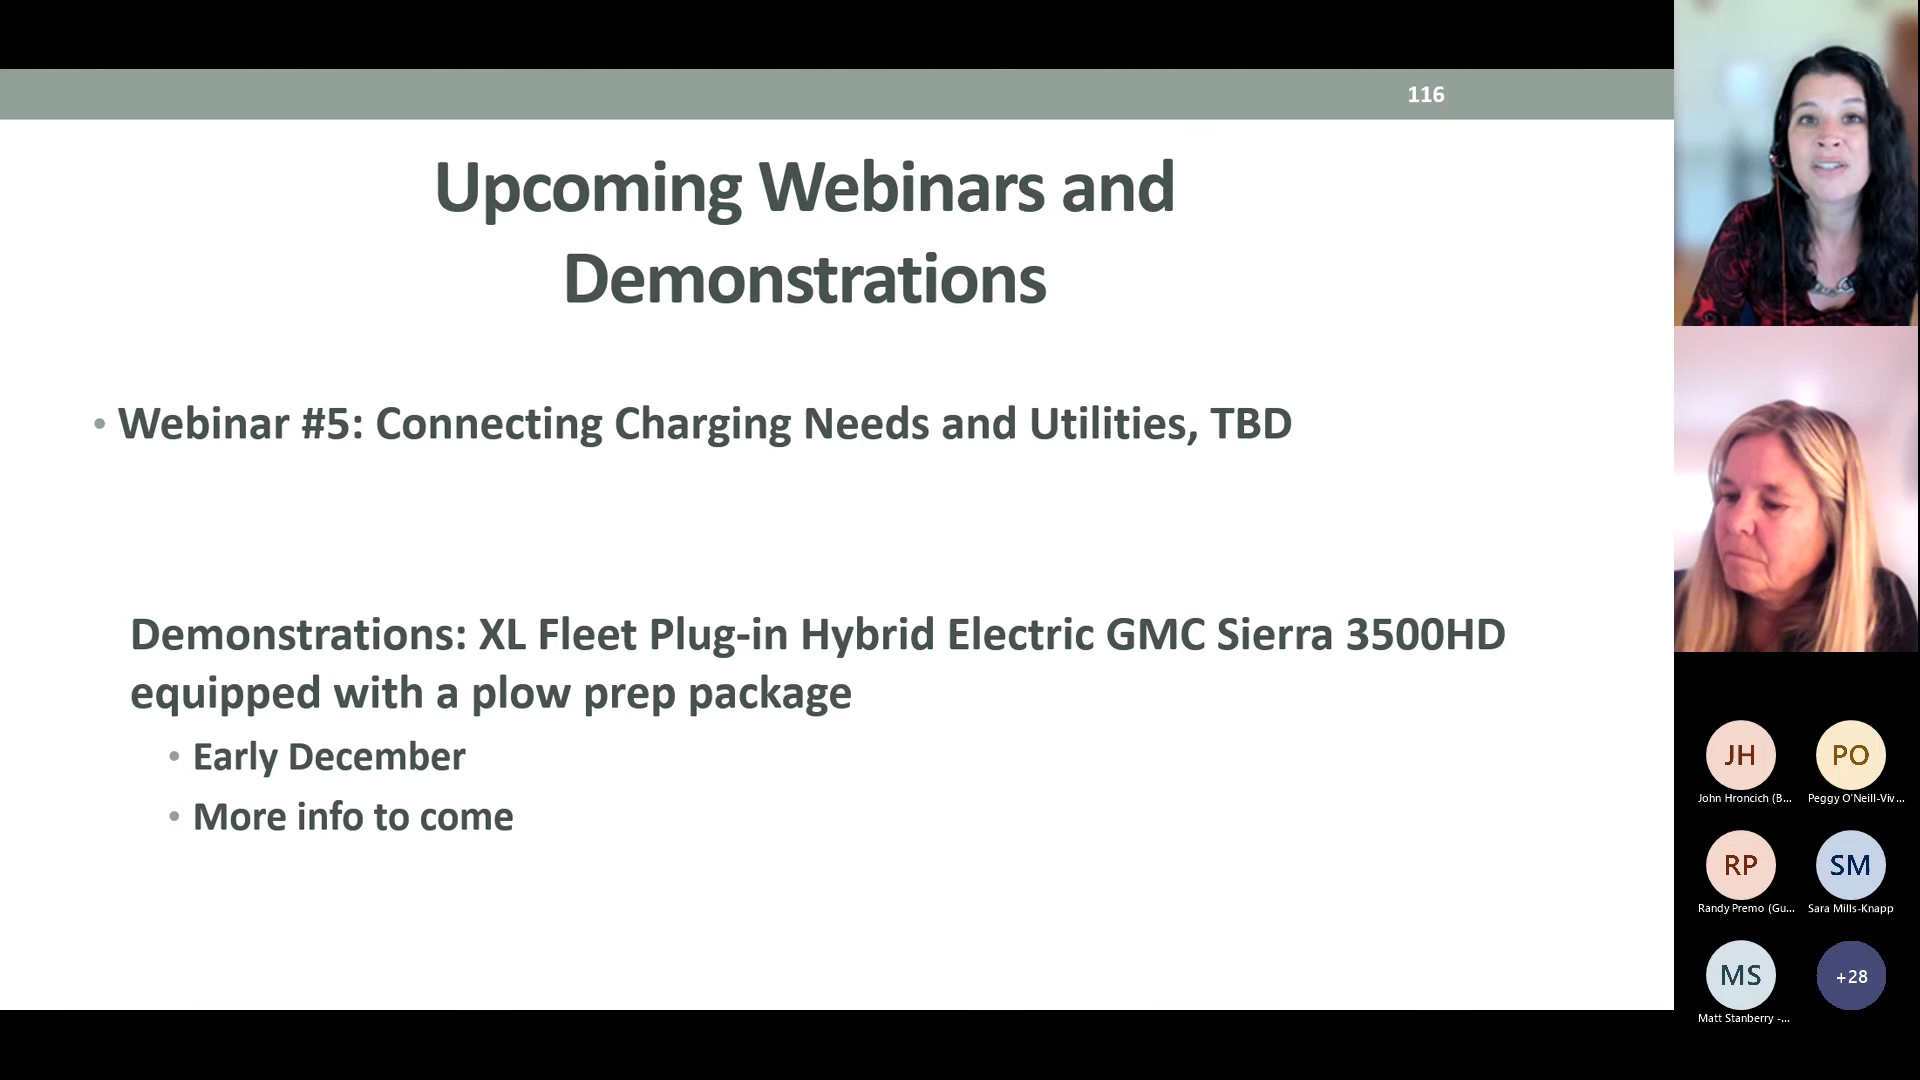 116
Upcoming Webinars and
Demonstrations
• Webinar #5: Connecting Charging Needs and Utilities, TBD
Demonstrations: XL Fleet Plug-in Hybrid Electric GMC Sierra 3500HD
equipped with a plow prep package
• Early December
• More info to come
JH
John Hroncich (B...
PO
Peggy O'Neill-Viv...
RP
Randy Premo (Gu...
SM
Sara Mills-Knapp
MS
Matt Stanberry -...
+28